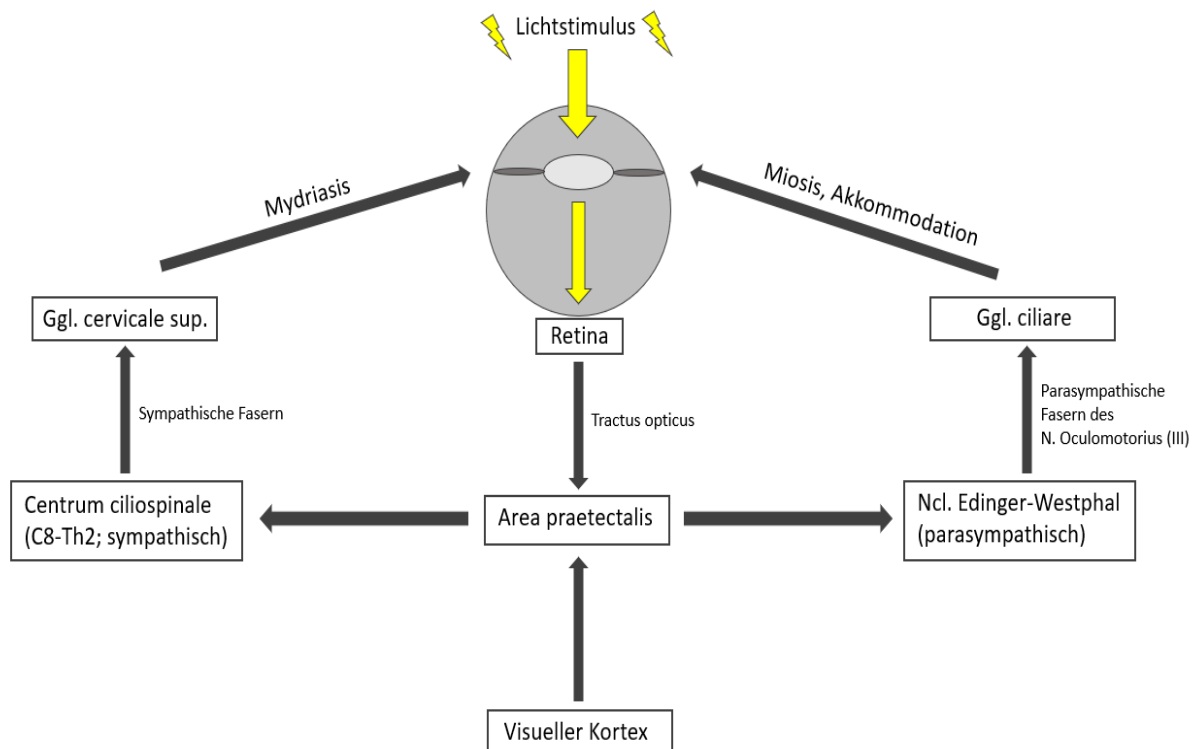 Lichtstimulus
Mydriasis
Miosis, Akkommodation
Ggl. cervicale sup.
Retina
Ggl. ciliare
Sympathische Fasern
Tractus opticus
Parasympathische
Fasern des
N. Oculomotorius (III)
Centrum ciliospinale
(C8-Th2; sympathisch)
Area praetectalis
Ncl. Edinger-Westphal
(parasympathisch)
Visueller Kortex